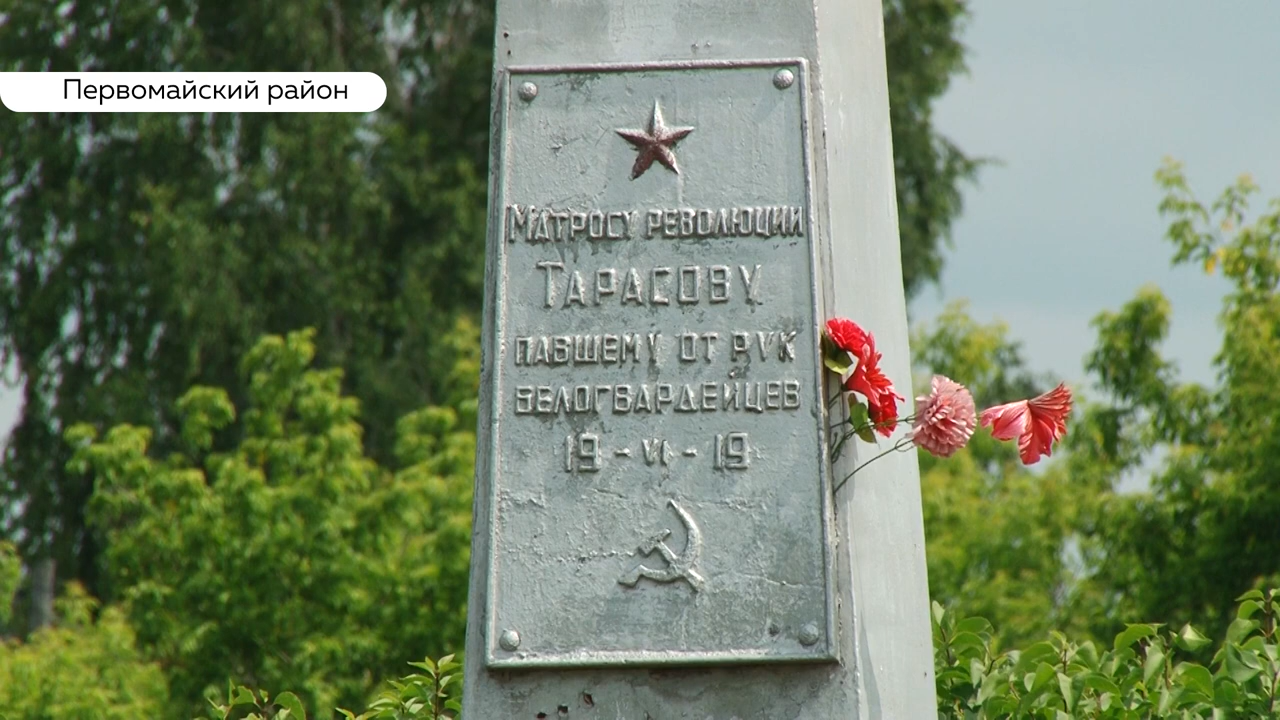 Первомайский район
Матросу революции
Тарасову
павшему от рук
белогвардейцев
19-VI-19